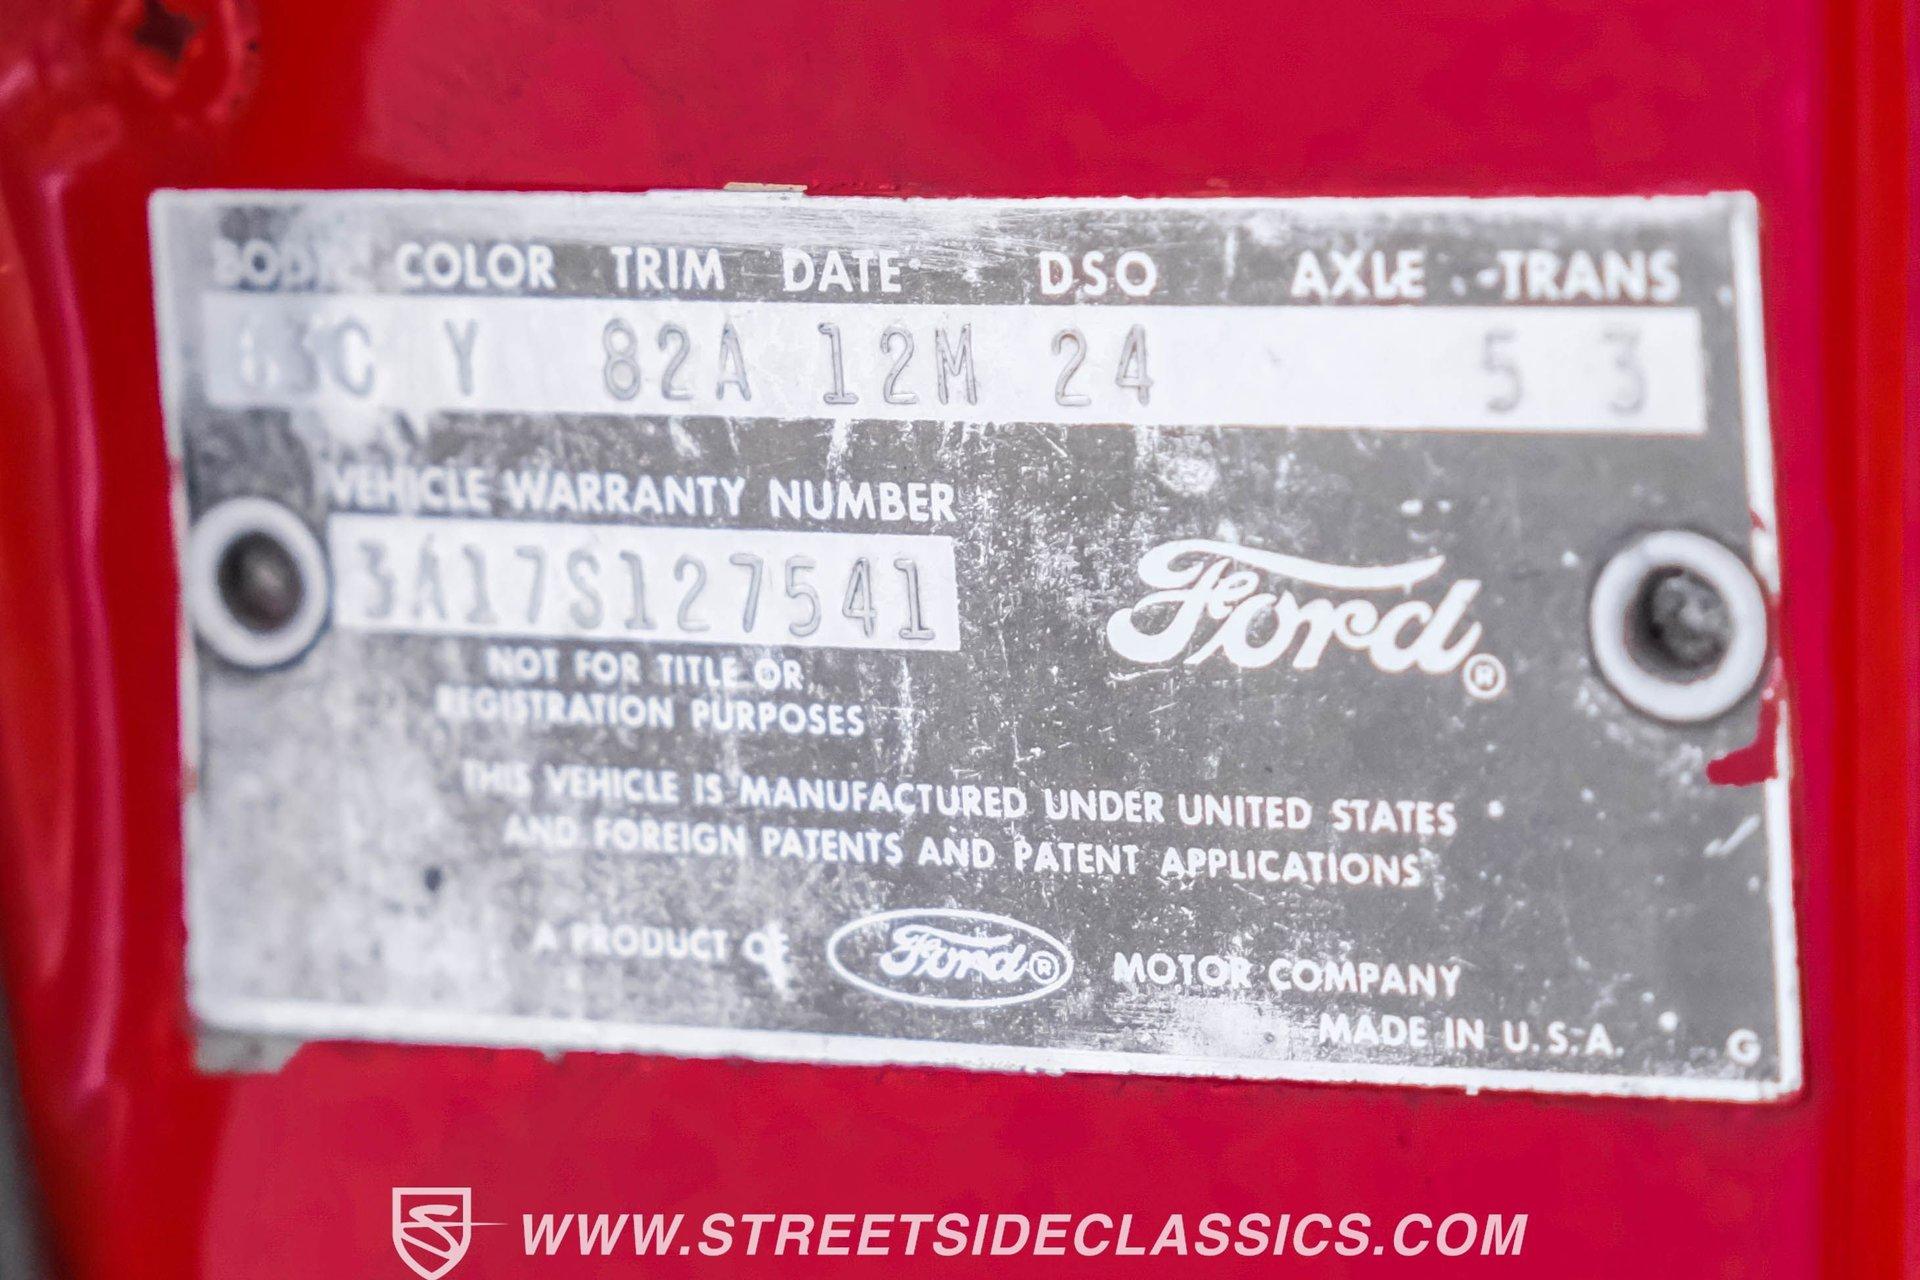 BODY COLOR TRIM DATE DSO AXLE TRANS
63C Y 82A 12M 24 5 3
VEHICLE WARRANTY NUMBER
3A17S127541
NOT FOR TITLE OR
REGISTRATION PURPOSES
Ford®
THIS VEHICLE IS MANUFACTURED UNDER UNITED STATES
AND FOREIGN PATENTS AND PATENT APPLICATIONS
A PRODUCT OF Ford® MOTOR COMPANY
MADE IN U.S.A. G
WWW.STREETSIDECLASSICS.COM